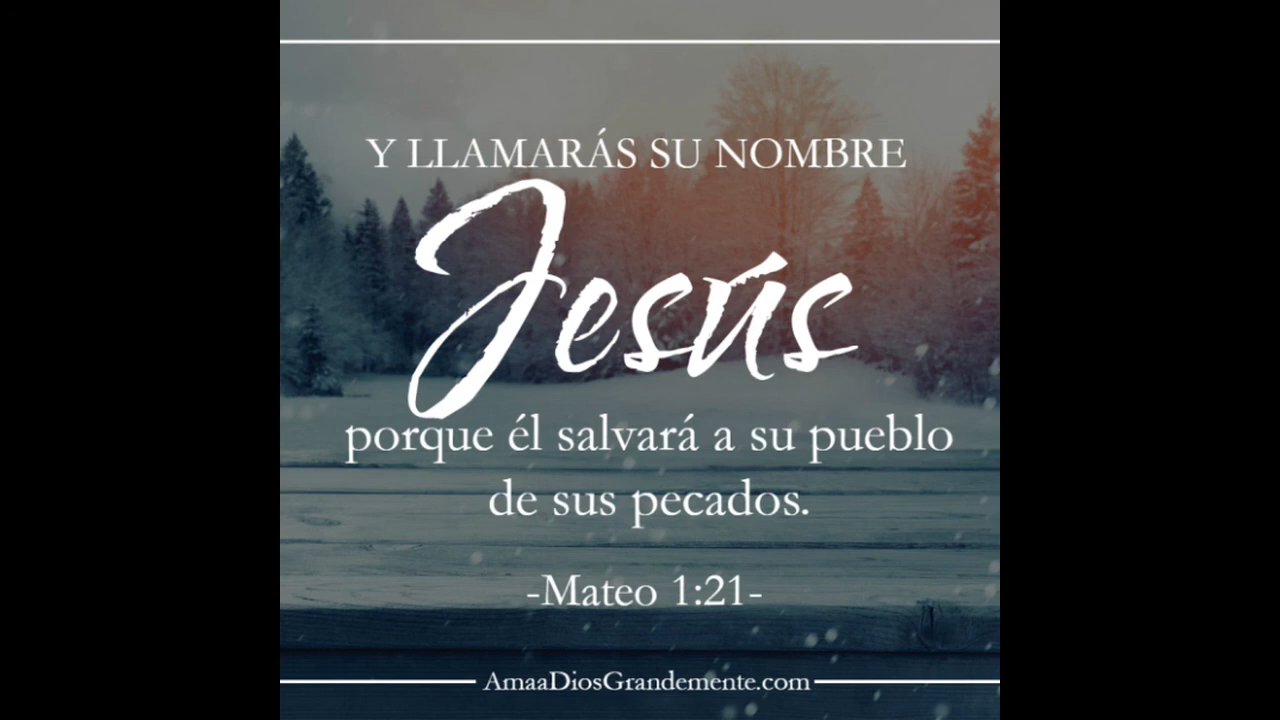 Y LLAMARÁS SU NOMBRE
Jesús
porque él salvará a su pueblo
de sus pecados.
-Mateo 1:21-
AmaaDiosGrandemente.com